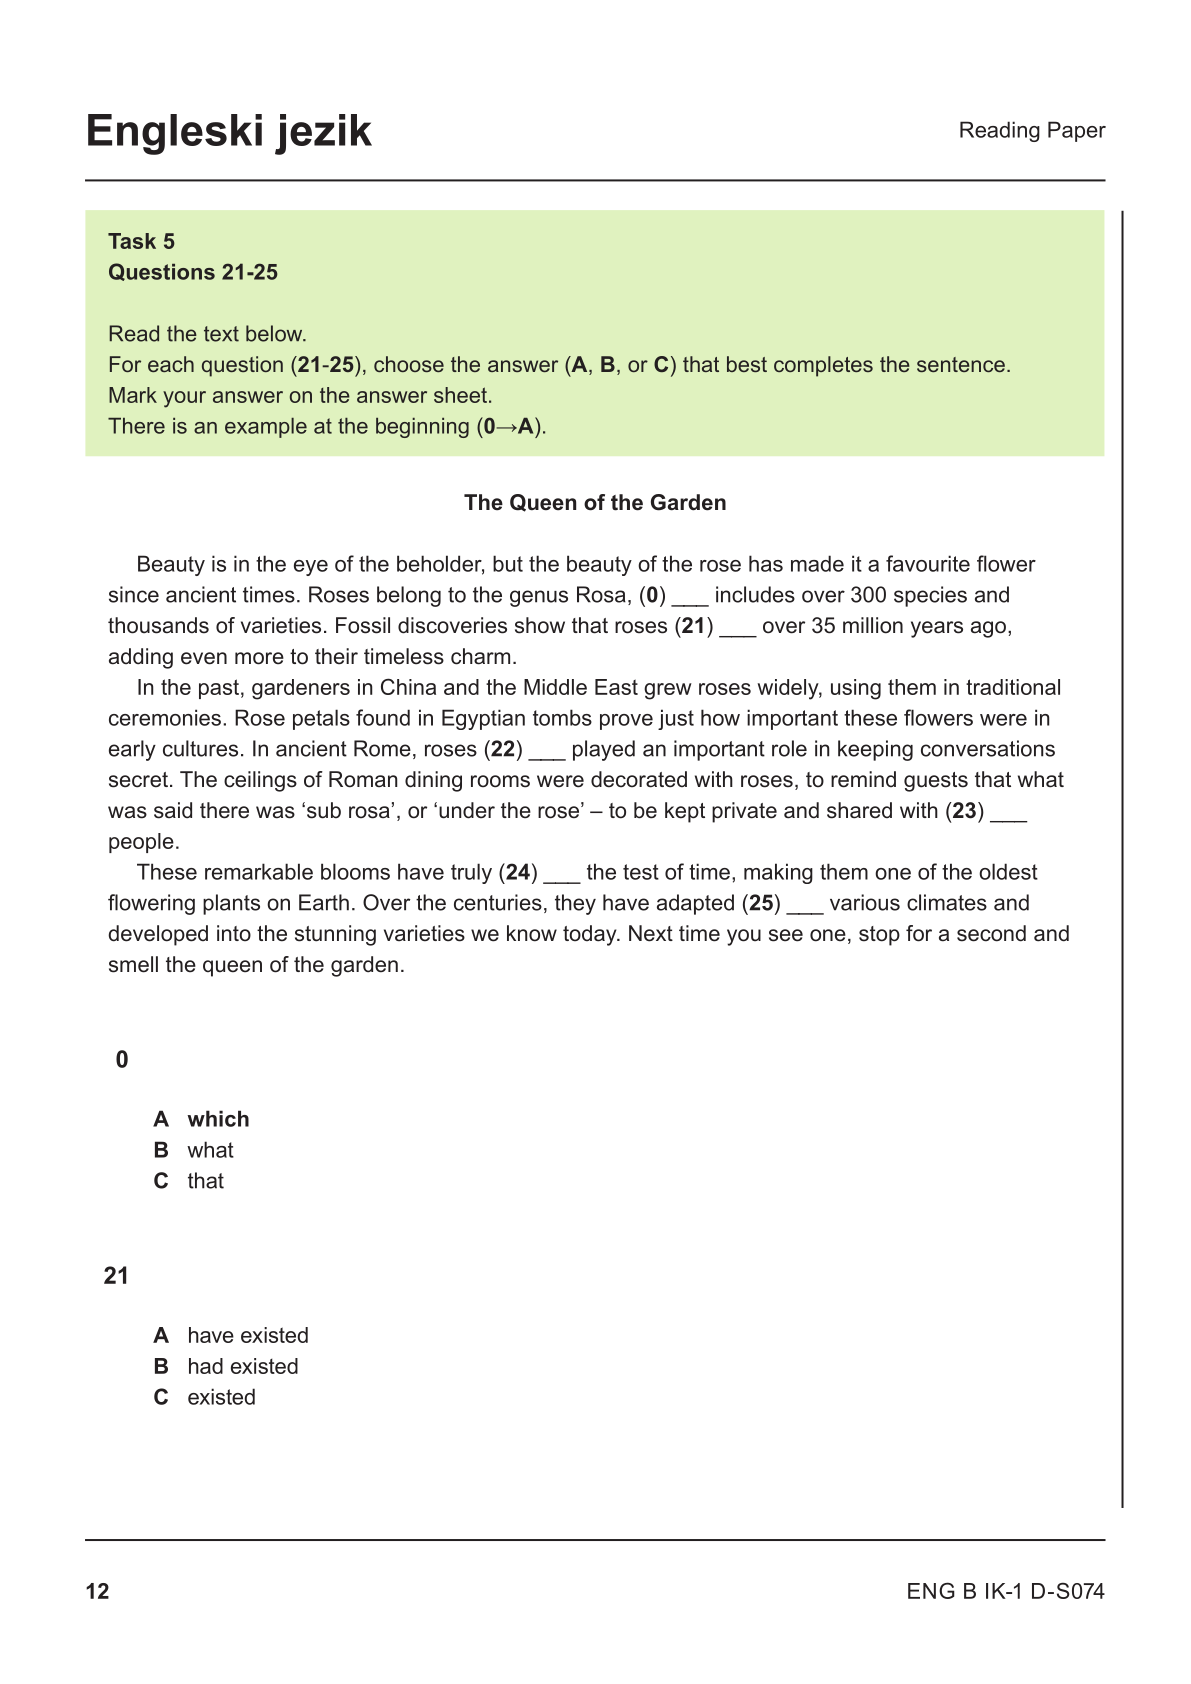 Engleski jezik
Reading Paper
Task 5
Questions 21-25
Read the text below.
For each question (21-25), choose the answer (A, B, or C) that best completes the sentence.
Mark your answer on the answer sheet.
There is an example at the beginning (0→A).
The Queen of the Garden
Beauty is in the eye of the beholder, but the beauty of the rose has made it a favourite flower
since ancient times. Roses belong to the genus Rosa, (0) ___ includes over 300 species and
thousands of varieties. Fossil discoveries show that roses (21) ___ over 35 million years ago,
adding even more to their timeless charm.
In the past, gardeners in China and the Middle East grew roses widely, using them in traditional
ceremonies. Rose petals found in Egyptian tombs prove just how important these flowers were in
early cultures. In ancient Rome, roses (22) ___ played an important role in keeping conversations
secret. The ceilings of Roman dining rooms were decorated with roses, to remind guests that what
was said there was ‘sub rosa’, or ‘under the rose’ – to be kept private and shared with (23) ___
people.
These remarkable blooms have truly (24) ___ the test of time, making them one of the oldest
flowering plants on Earth. Over the centuries, they have adapted (25) ___ various climates and
developed into the stunning varieties we know today. Next time you see one, stop for a second and
smell the queen of the garden.
0
A which
B what
C that
21
A have existed
B had existed
C existed
12
ENG B IK-1 D-S074